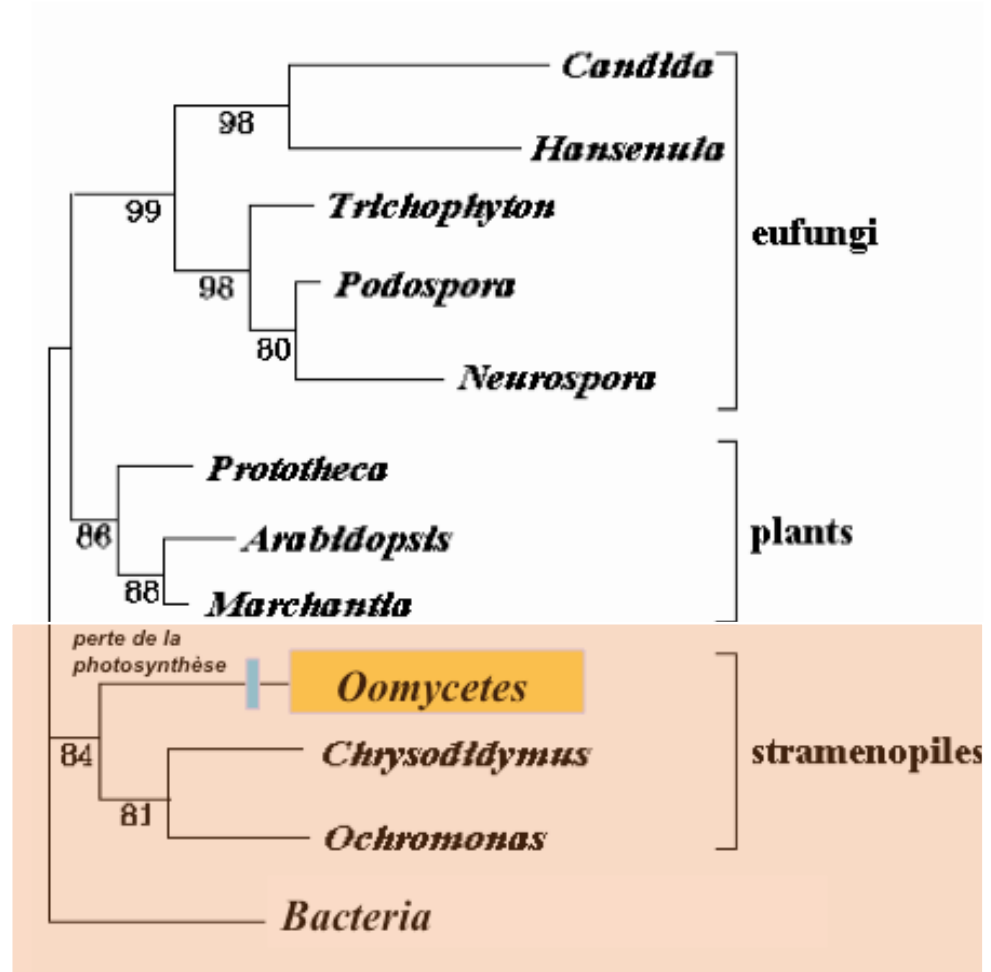 Candida
98
Hansenula
Trichophyton
99
eufungi
98
Podospora
80
Neurospora
Prototheca
86
Arabidopsis
plants
88
Marchantia
perte de la
photosynthèse
Oomycetes
84
Chrysodidymus
stramenopiles
81
Ochromonas
Bacteria